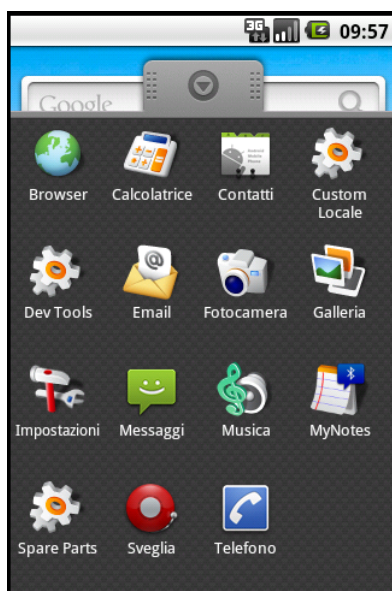 3G 09:57
Google
Browser Calcolatrice Contatti Custom Locale
Dev Tools Email Fotocamera Galleria
Impostazioni Messaggi Musica MyNotes
Spare Parts Sveglia Telefono